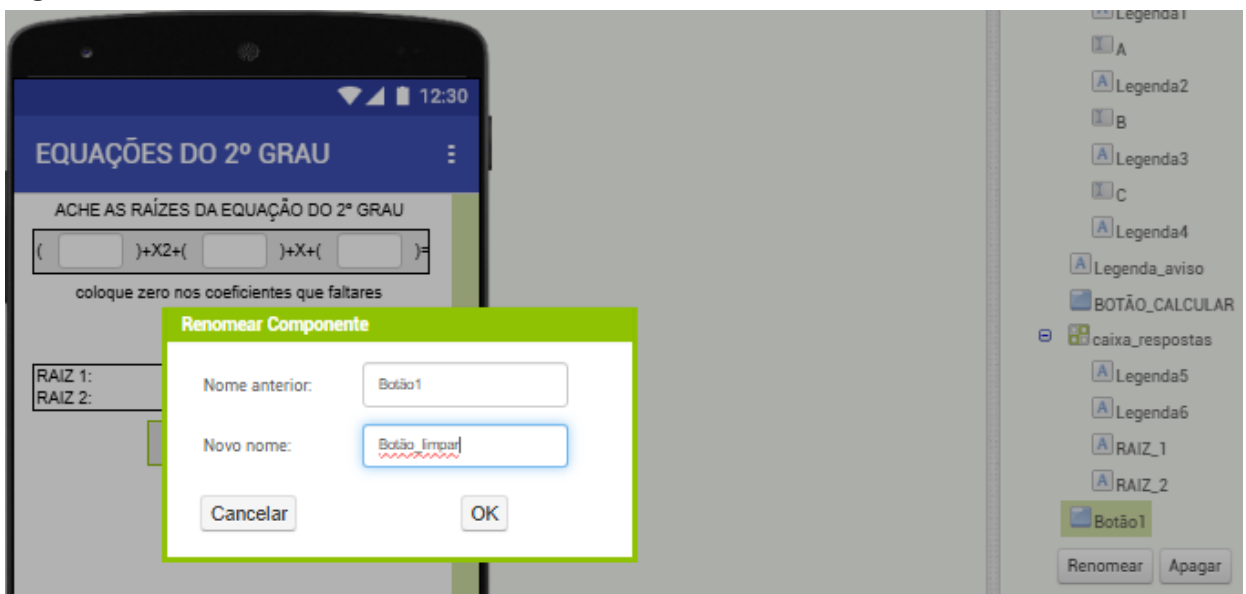 12:30
EQUAÇÕES DO 2º GRAU
ACHE AS RAÍZES DA EQUAÇÃO DO 2º GRAU
( )+X2+( )+X+( )=
coloque zero nos coeficientes que faltares
RAIZ 1:
RAIZ 2:
Renomear Componente
Nome anterior: Botão1
Novo nome: Botão_limpar
Cancelar OK
Legenda1
A
Legenda2
B
Legenda3
C
Legenda4
Legenda_aviso
BOTÃO_CALCULAR
caixa_respostas
Legenda5
Legenda6
RAIZ_1
RAIZ_2
Botão1
Renomear Apagar